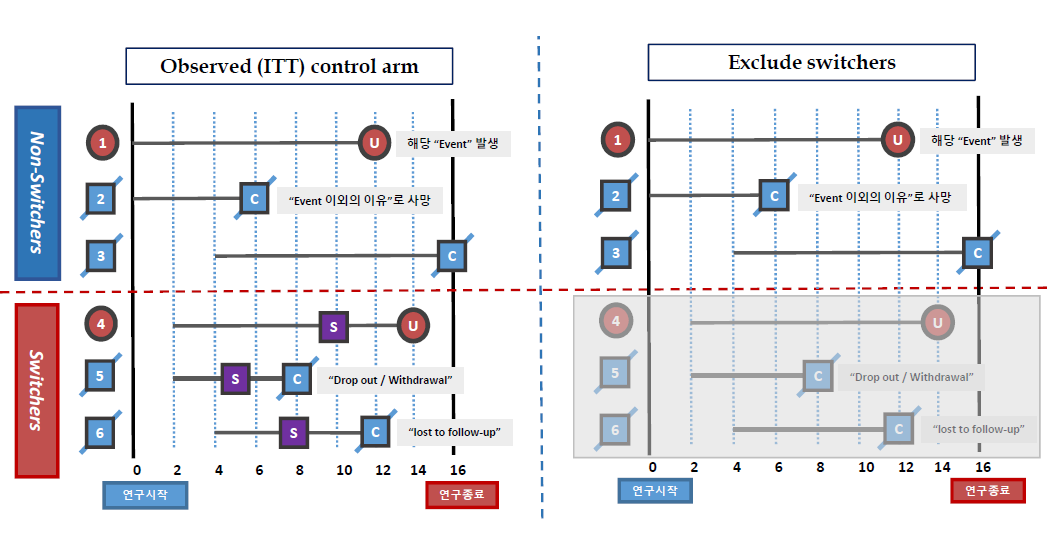 Observed (ITT) control arm
Non-Switchers
1
U
해당 “Event” 발생
2
C
“Event 이외의 이유”로 사망
3
C
Switchers
4
S
U
5
S
C
“Drop out / Withdrawal”
6
S
C
“lost to follow-up”
0 2 4 6 8 10 12 14 16
연구시작
연구종료
Exclude switchers
1
U
해당 “Event” 발생
2
C
“Event 이외의 이유”로 사망
3
C
4
U
5
C
“Drop out / Withdrawal”
6
C
“lost to follow-up”
0 2 4 6 8 10 12 14 16
연구시작
연구종료